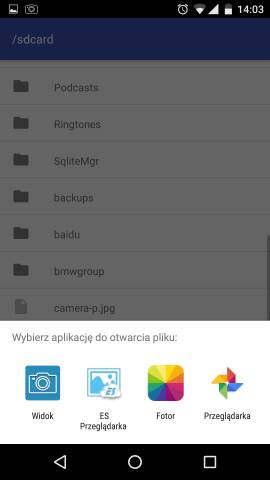 14:03
/sdcard
Podcasts
Ringtones
SqliteMgr
backups
baidu
bmwgroup
camera-p.jpg
Wybierz aplikację do otwarcia pliku:
ES
Widok
ES
Przeglądarka
Fotor
Przeglądarka